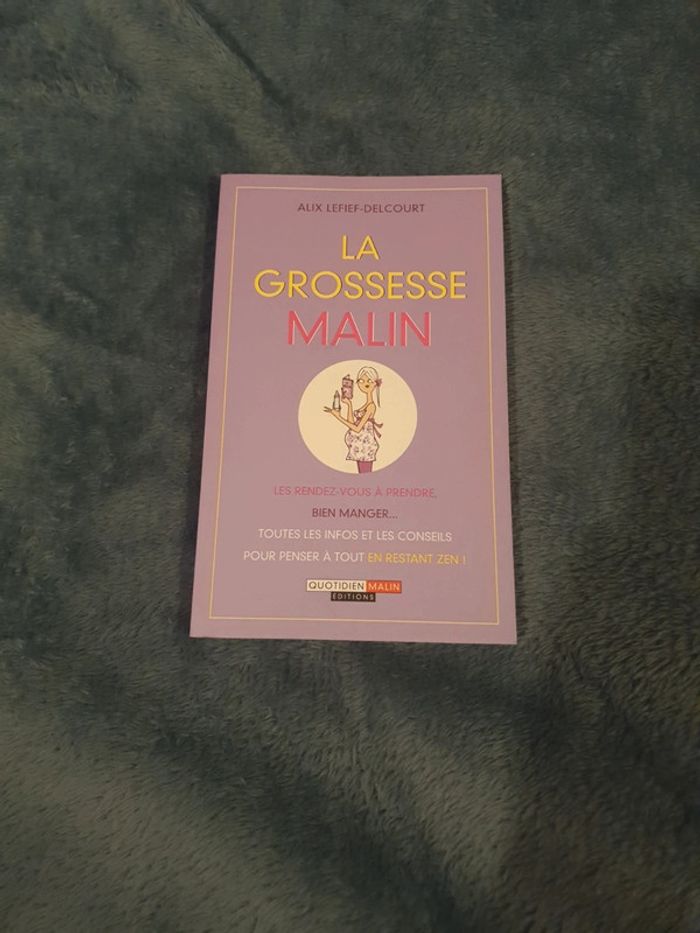 ALIX LEFIEF-DELCOURT
LA
GROSSESSE
MALIN
LES RENDEZ-VOUS À PRENDRE,
BIEN MANGER...
TOUTES LES INFOS ET LES CONSEILS
POUR PENSER À TOUT EN RESTANT ZEN !
QUOTIDIEN MALIN
ÉDITIONS